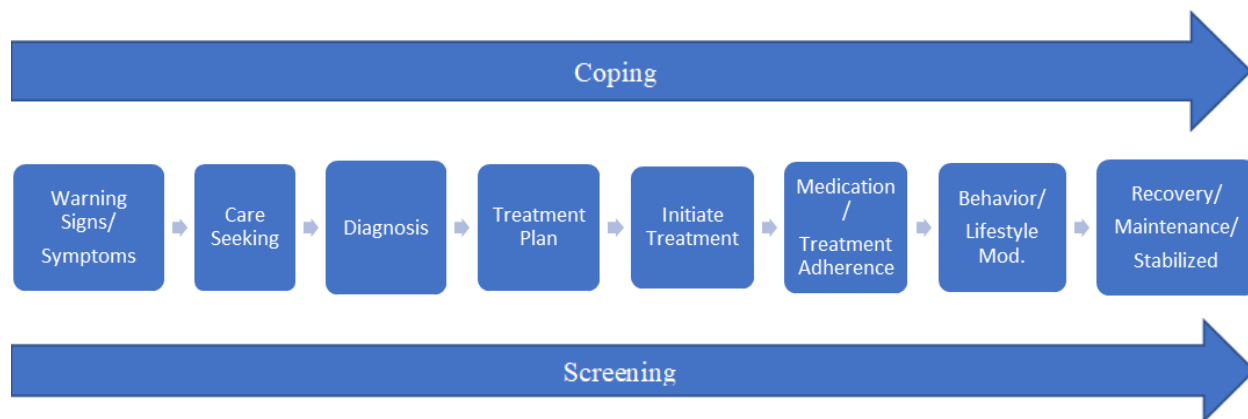 Coping
Warning
Signs/
Symptoms
Care
Seeking
Diagnosis
Treatment
Plan
Initiate
Treatment
Medication
/
Treatment
Adherence
Behavior/
Lifestyle
Mod.
Recovery/
Maintenance/
Stabilized
Screening